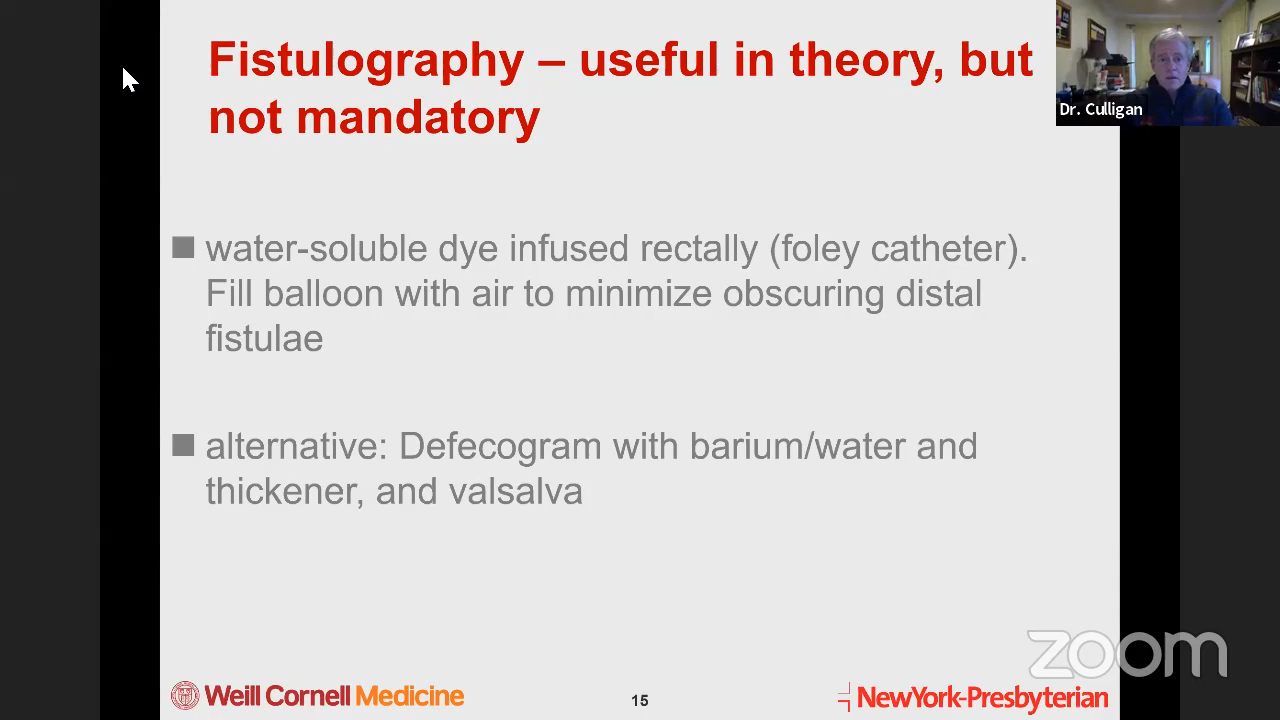 Fistulography – useful in theory, but
not mandatory
Dr. Culligan
■ water-soluble dye infused rectally (foley catheter).
Fill balloon with air to minimize obscuring distal
fistulae
■ alternative: Defecogram with barium/water and
thickener, and valsalva
zoom
Weill Cornell Medicine
15
NewYork-Presbyterian